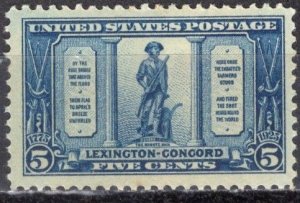 UNITED STATES POSTAGE
BY THE
RUDE BRIDGE
THAT ARCHED
THE FLOOD
THEIR FLAG
TO APRIL'S
BREEZE
UNFURLED
HERE ONCE
THE EMBATTLED
FARMERS
STOOD
AND FIRED
THE SHOT
HEARD ROUND
THE WORLD
1775
1925
THE MINUTE MAN
LEXINGTON-CONCORD
5 FIVE CENTS 5